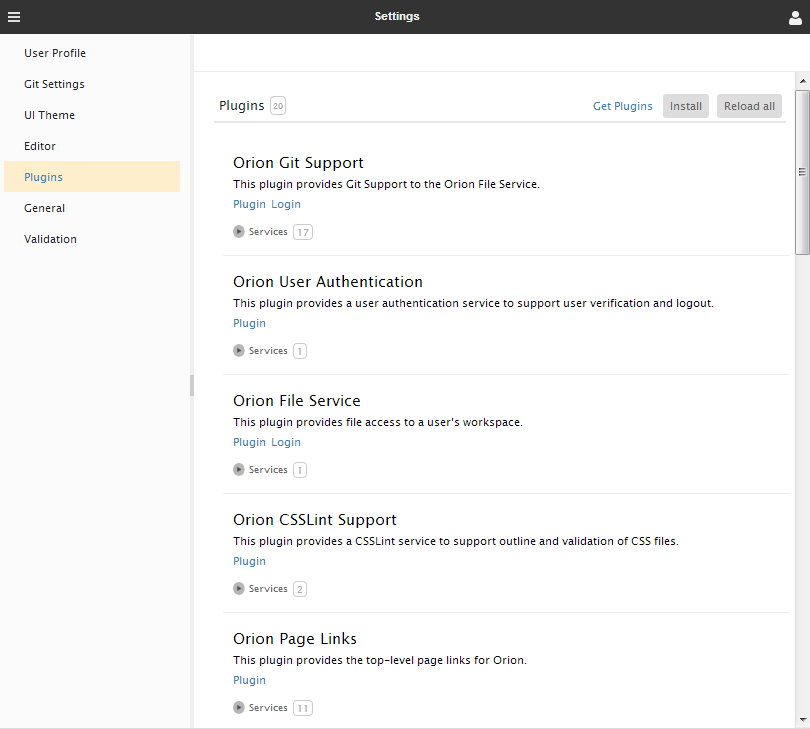 Settings
User Profile
Git Settings
UI Theme
Editor
Plugins
General
Validation
Plugins 20 Get Plugins Install Reload all
Orion Git Support
This plugin provides Git Support to the Orion File Service.
Plugin Login
Services 17
Orion User Authentication
This plugin provides a user authentication service to support user verification and logout.
Plugin
Services 1
Orion File Service
This plugin provides file access to a user's workspace.
Plugin Login
Services 1
Orion CSSLint Support
This plugin provides a CSSLint service to support outline and validation of CSS files.
Plugin
Services 2
Orion Page Links
This plugin provides the top-level page links for Orion.
Plugin
Services 11